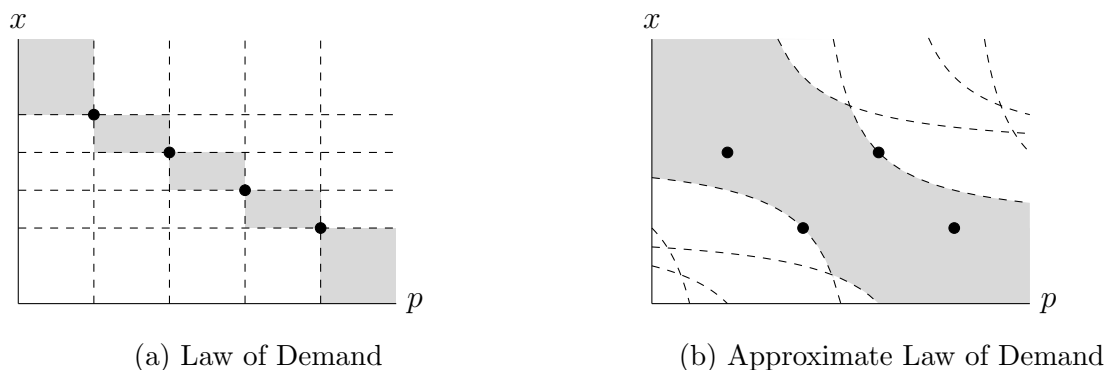 x
x
p
p
(a) Law of Demand
(b) Approximate Law of Demand